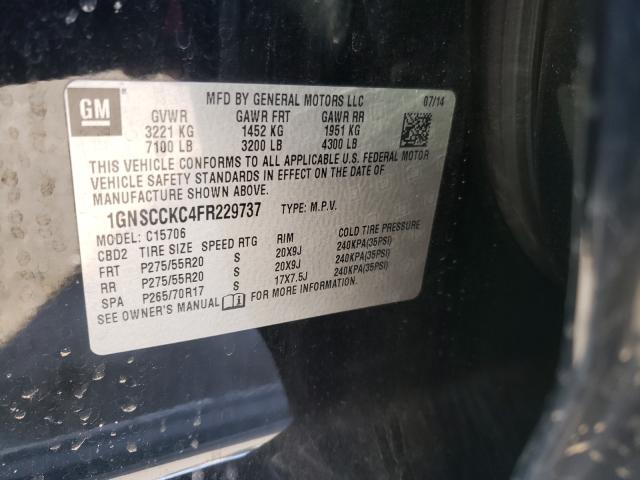 GM
MFD BY GENERAL MOTORS LLC 07/14
GVWR GAWR FRT GAWR RR
3221 KG 1452 KG 1951 KG
7100 LB 3200 LB 4300 LB
THIS VEHICLE CONFORMS TO ALL APPLICABLE U.S. FEDERAL MOTOR
VEHICLE SAFETY STANDARDS IN EFFECT ON THE DATE OF
MANUFACTURE SHOWN ABOVE.
1GNSCCKC4FR229737 TYPE: M.P.V.
MODEL: C15706
CBD2 TIRE SIZE SPEED RTG RIM COLD TIRE PRESSURE
FRT P275/55R20 S 20X9J 240KPA(35PSI)
RR P275/55R20 S 20X9J 240KPA(35PSI)
SPA P265/70R17 S 17X7.5J 240KPA(35PSI)
SEE OWNER'S MANUAL FOR MORE INFORMATION.